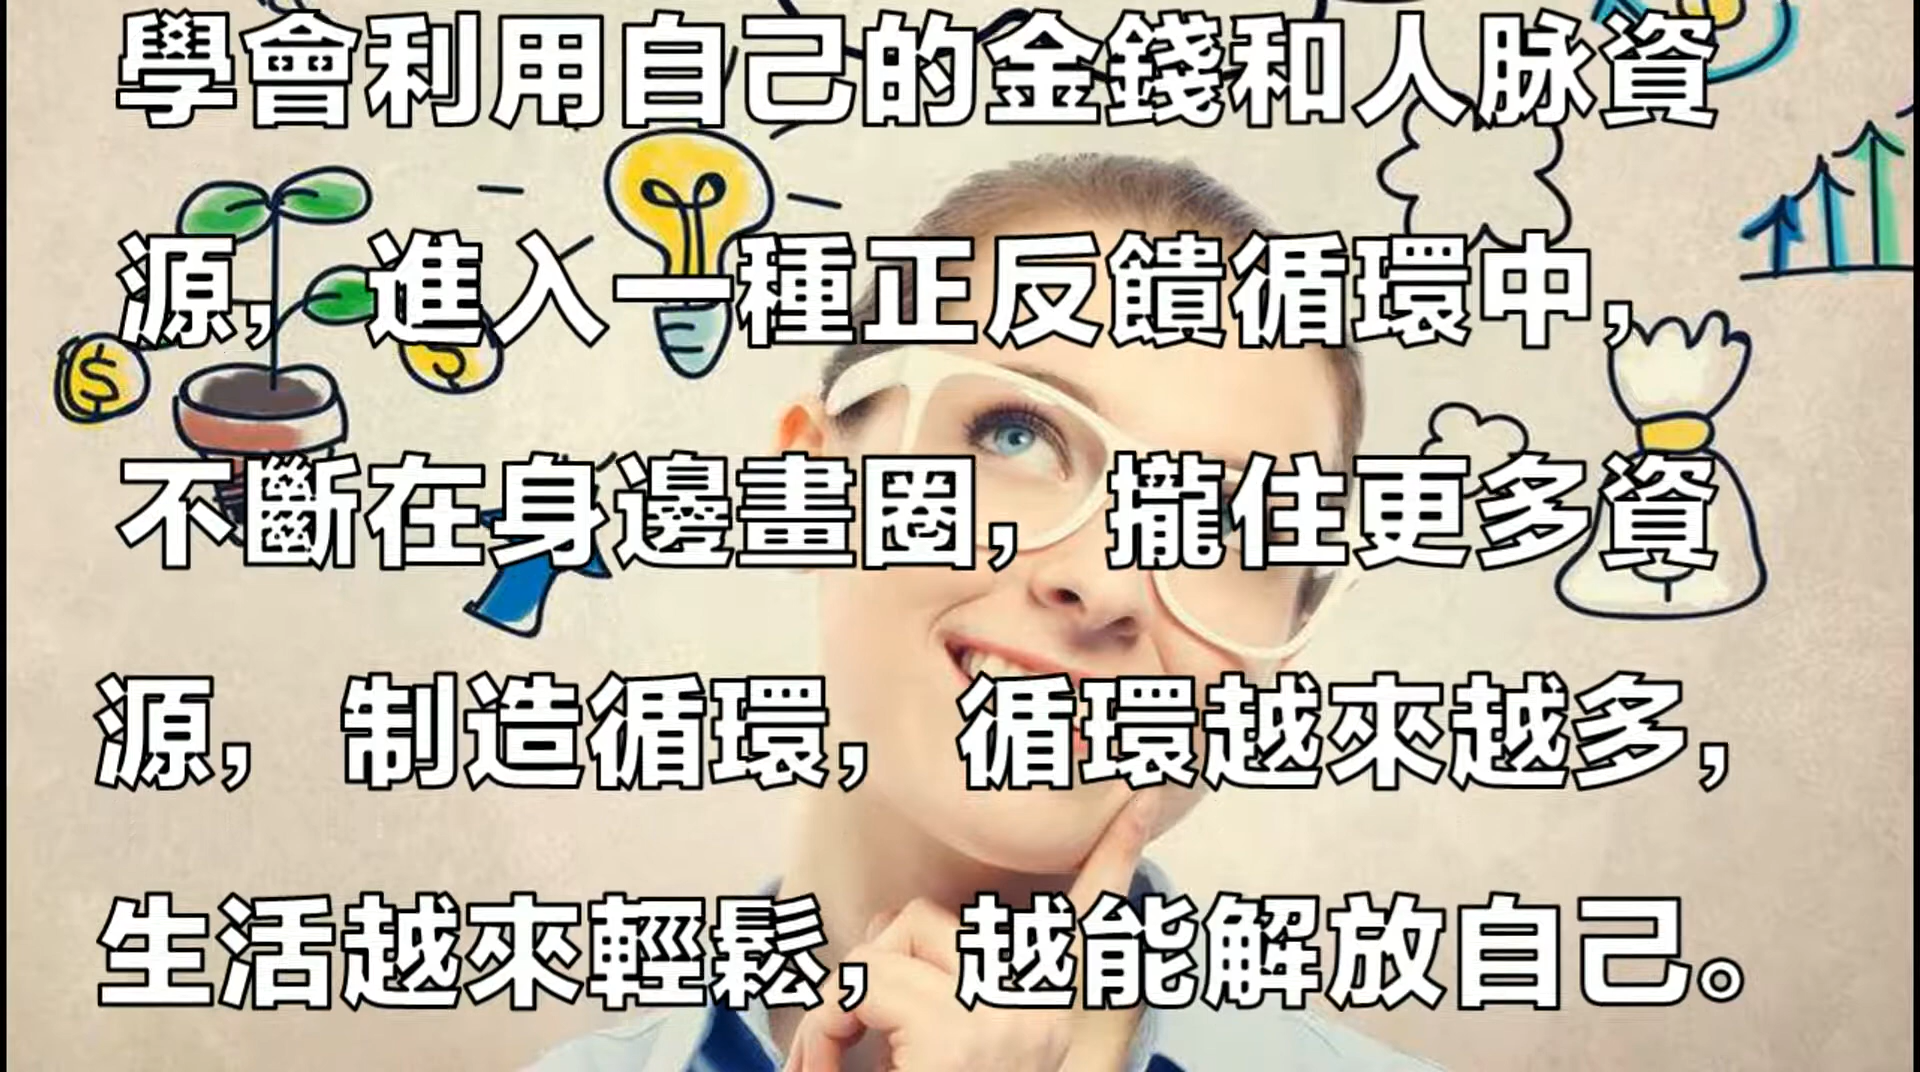 學會利用自己的金錢和人脉資
源，進入一種正反饋循環中，
不斷在身邊畫圈，攏住更多資
源，制造循環，循環越來越多，
生活越來輕鬆，越能解放自己。
$